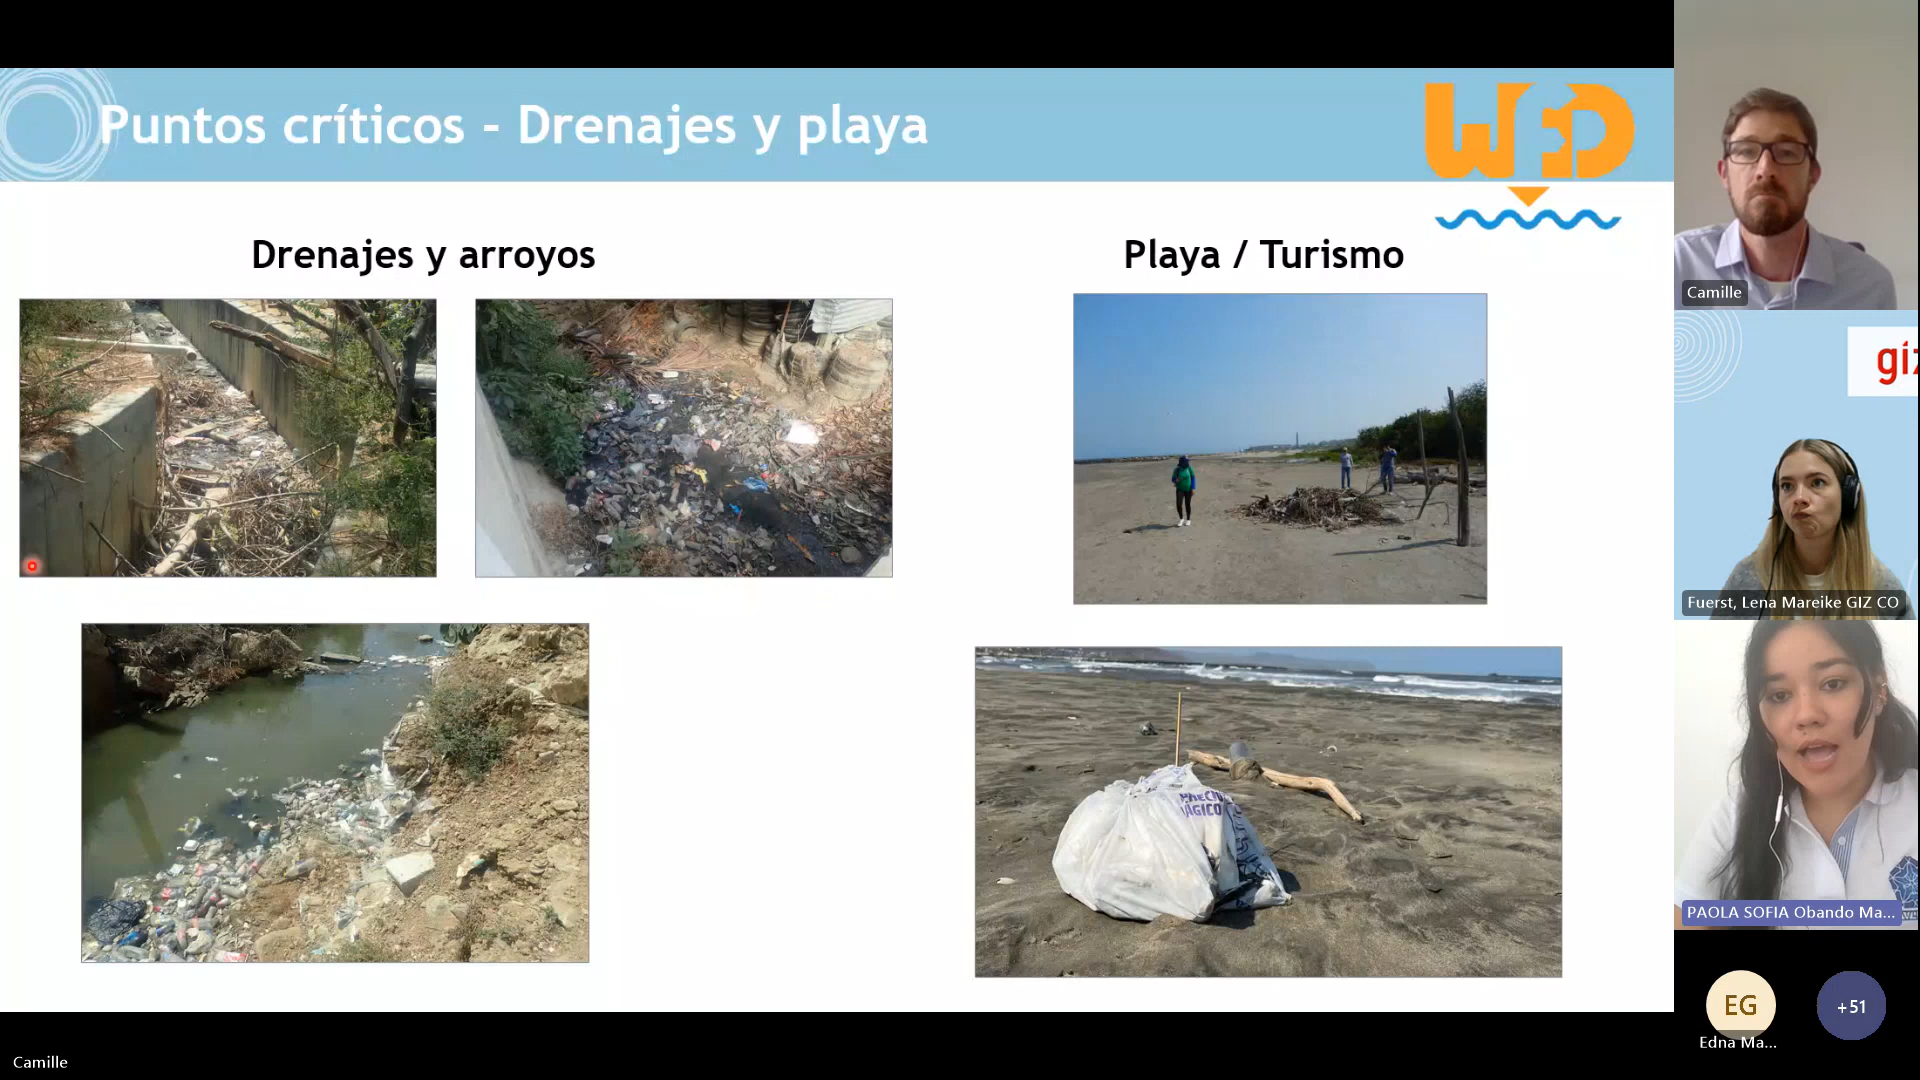 Puntos críticos - Drenajes y playa
WFD
Drenajes y arroyos
Playa / Turismo
Camille
giz
Fuerst, Lena Mareike GIZ CO
PAOLA SOFIA Obando Ma...
EG
+51
Edna Ma...
Camille